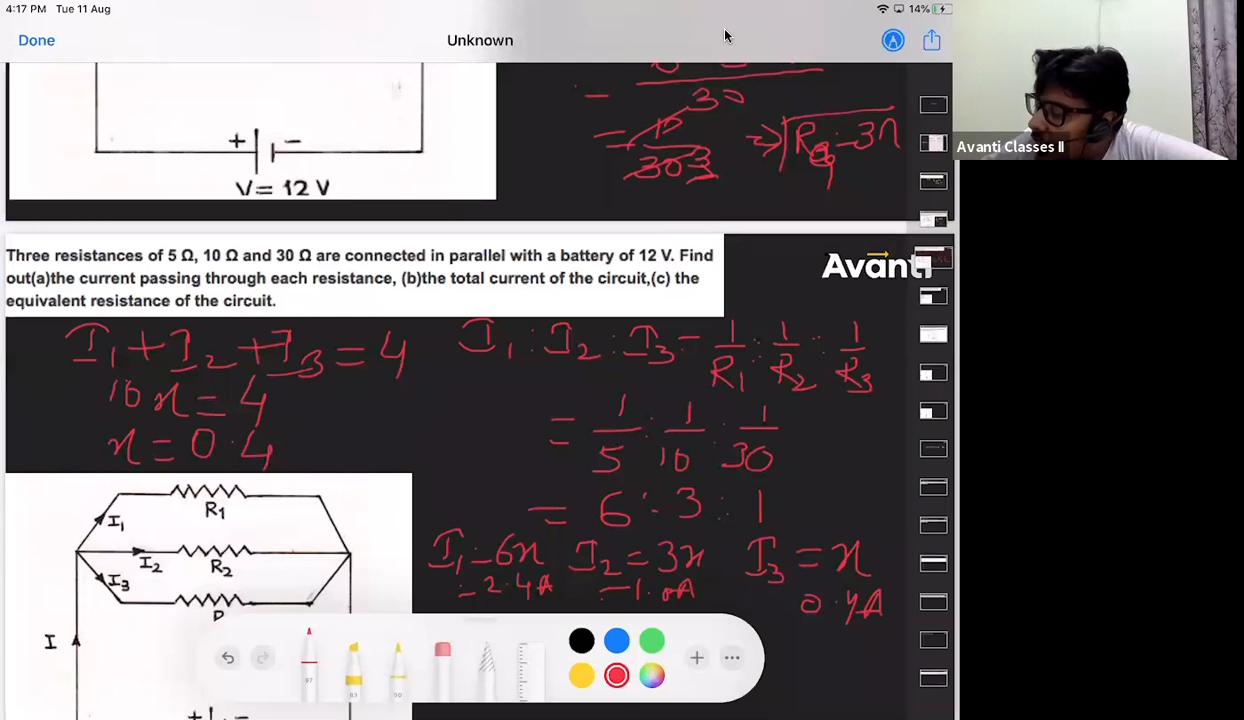 4:17 PM Tue 11 Aug
14%
Done
Unknown
+ −
V= 12 V
30
303
⇒ Req = 3Ω
Avanti Classes II
Three resistances of 5 Ω, 10 Ω and 30 Ω are connected in parallel with a battery of 12 V. Find
out(a)the current passing through each resistance, (b)the total current of the circuit,(c) the
equivalent resistance of the circuit.
Avanti
I₁ + I₂ + I₃ = 4
10x = 4
x = 0.4
I₁ : I₂ : I₃ = 1/R₁ : 1/R₂ : 1/R₃
= 1/5 : 1/10 : 1/30
= 6 : 3 : 1
I₁ = 6x I₂ = 3x I₃ = x
= 2.4A 0.4A
R₁
I₁
I₂
R₂
I₃
I
+ −
97
83
50